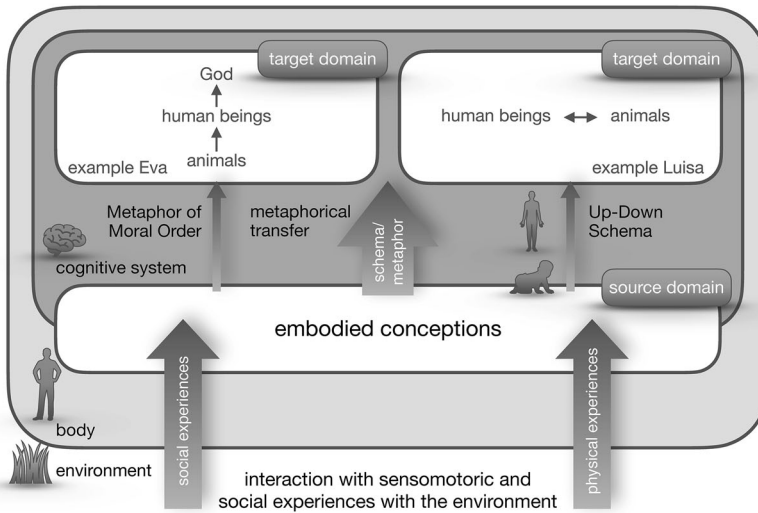 target domain
God
human beings
animals
example Eva
target domain
human beings
animals
example Luisa
Metaphor of
Moral Order
metaphorical
transfer
schema/
metaphor
Up-Down
Schema
cognitive system
source domain
embodied conceptions
social experiences
physical experiences
body
environment
interaction with sensomotoric and
social experiences with the environment